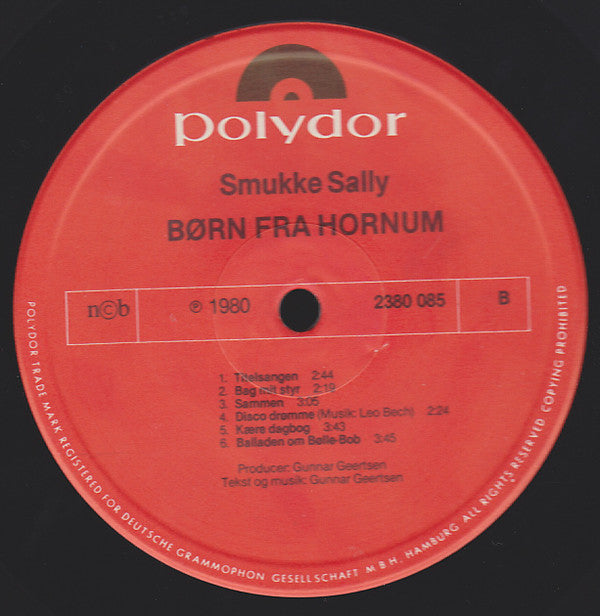 polydor
Smukke Sally
BØRN FRA HORNUM
n©b ℗ 1980 2380 085 B
1. Titelsangen 2:44
2. Bag mit styr 2:19
3. Sammen 3:05
4. Disco drømme (Musik: Leo Bech) 2:24
5. Kære dagbog 3:43
6. Balladen om Bølle-Bob 3:45
Producer: Gunnar Geertsen
Tekst og musik: Gunnar Geertsen
POLYDOR TRADE MARK REGISTERED FOR DEUTSCHE GRAMMOPHON GESELLSCHAFT M B H, HAMBURG ALL RIGHTS RESERVED. COPYING PROHIBITED